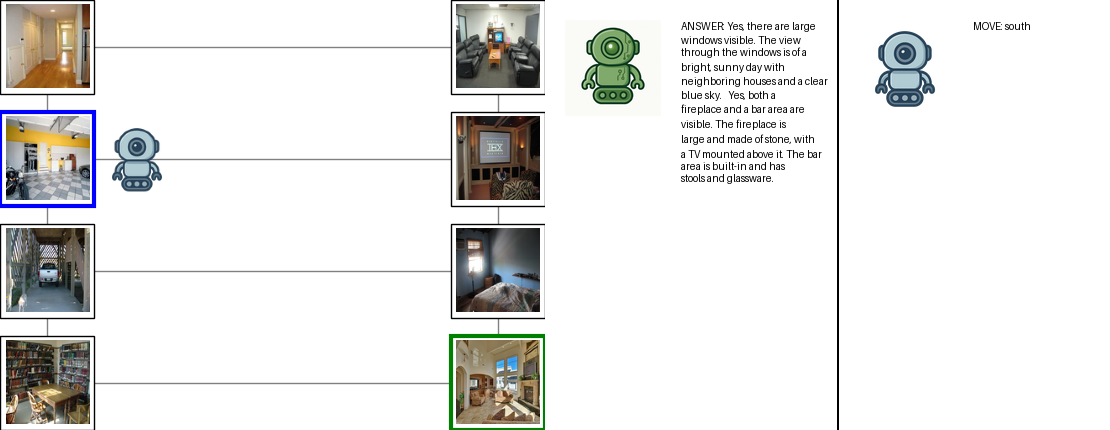 ANSWER: Yes, there are large
windows visible. The view
through the windows is of a
bright, sunny day with
neighboring houses and a clear
blue sky. Yes, both a
fireplace and a bar area are
visible. The fireplace is
large and made of stone, with
a TV mounted above it. The bar
area is built-in and has
stools and glassware.
MOVE: south